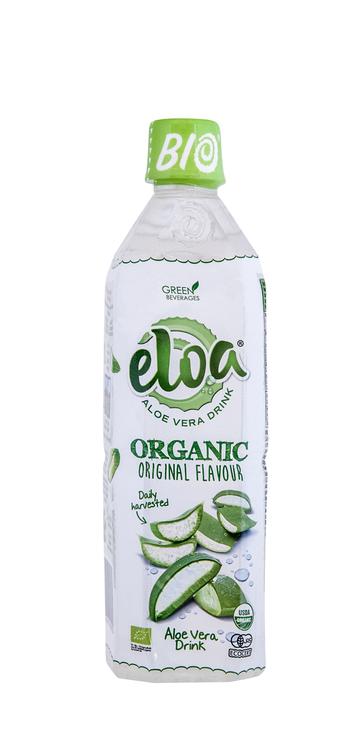 BIO
GREEN
BEVERAGES
éloa®
ALOE VERA DRINK
ORGANIC
ORIGINAL FLAVOUR
Daily
harvested
USDA
ORGANIC
Aloe Vera
Drink